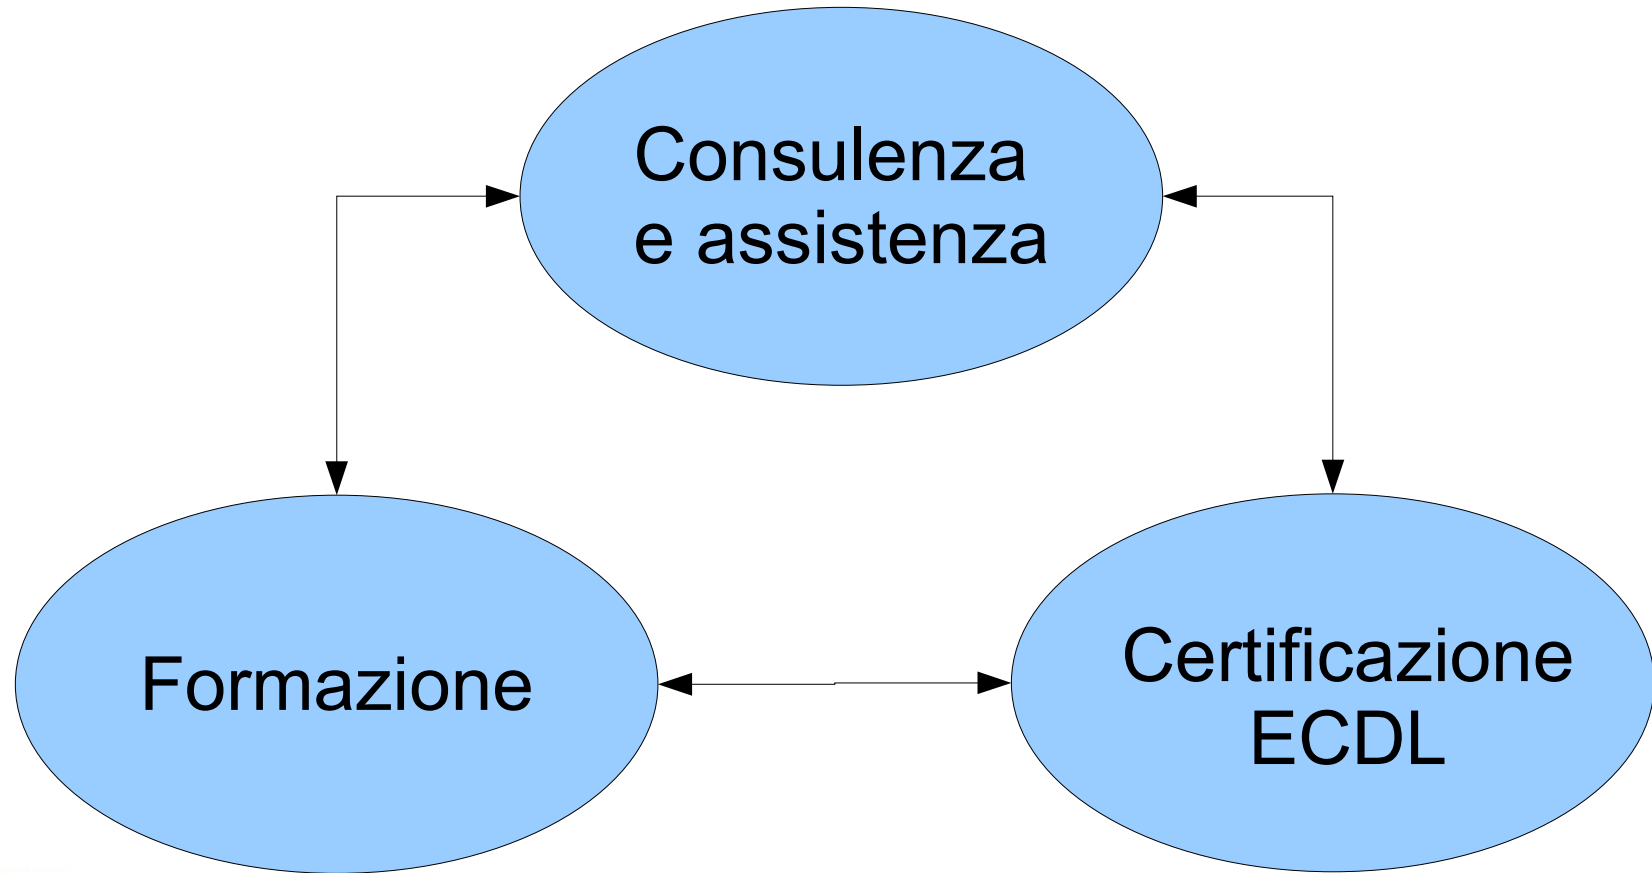 Consulenza
e assistenza
Formazione
Certificazione
ECDL